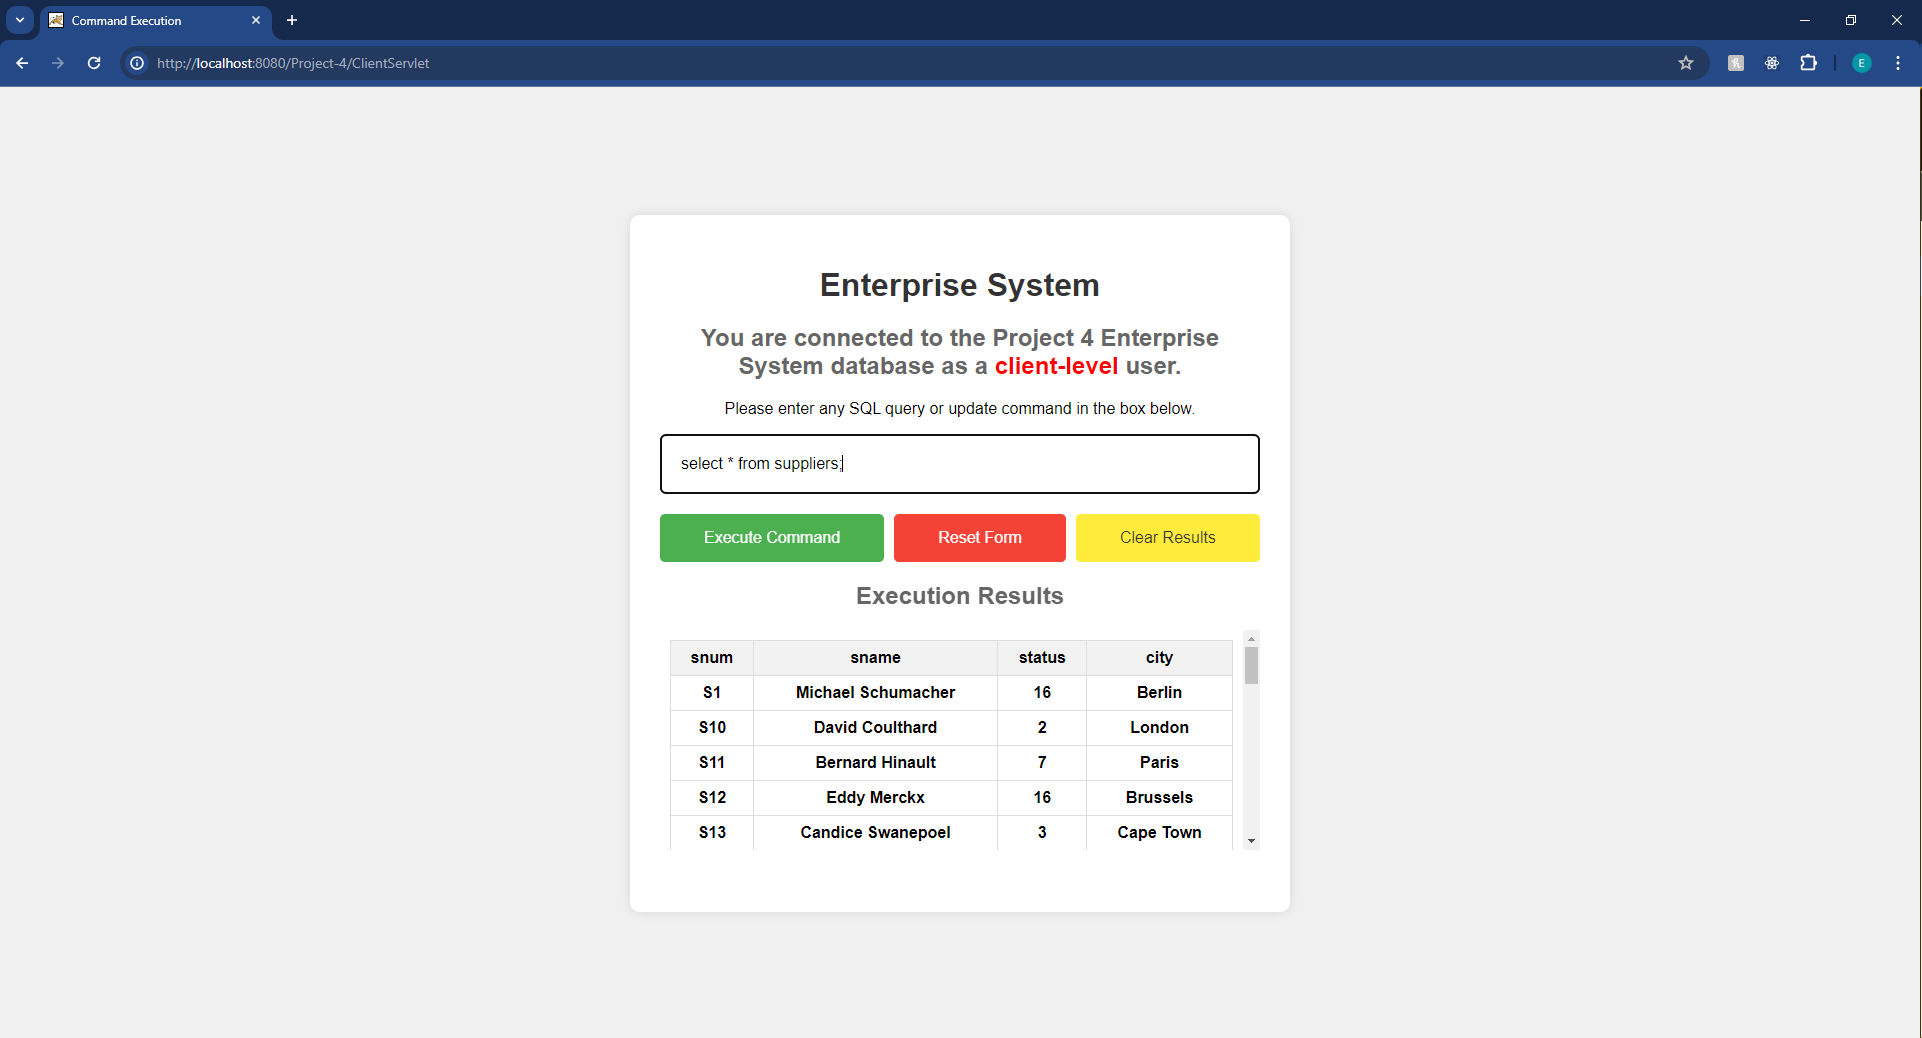 Command Execution
http://localhost:8080/Project-4/ClientServlet
E
Enterprise System
You are connected to the Project 4 Enterprise
System database as a client-level user.
Please enter any SQL query or update command in the box below.
select * from suppliers;
Execute Command Reset Form Clear Results
Execution Results
snum sname status city
S1 Michael Schumacher 16 Berlin
S10 David Coulthard 2 London
S11 Bernard Hinault 7 Paris
S12 Eddy Merckx 16 Brussels
S13 Candice Swanepoel 3 Cape Town